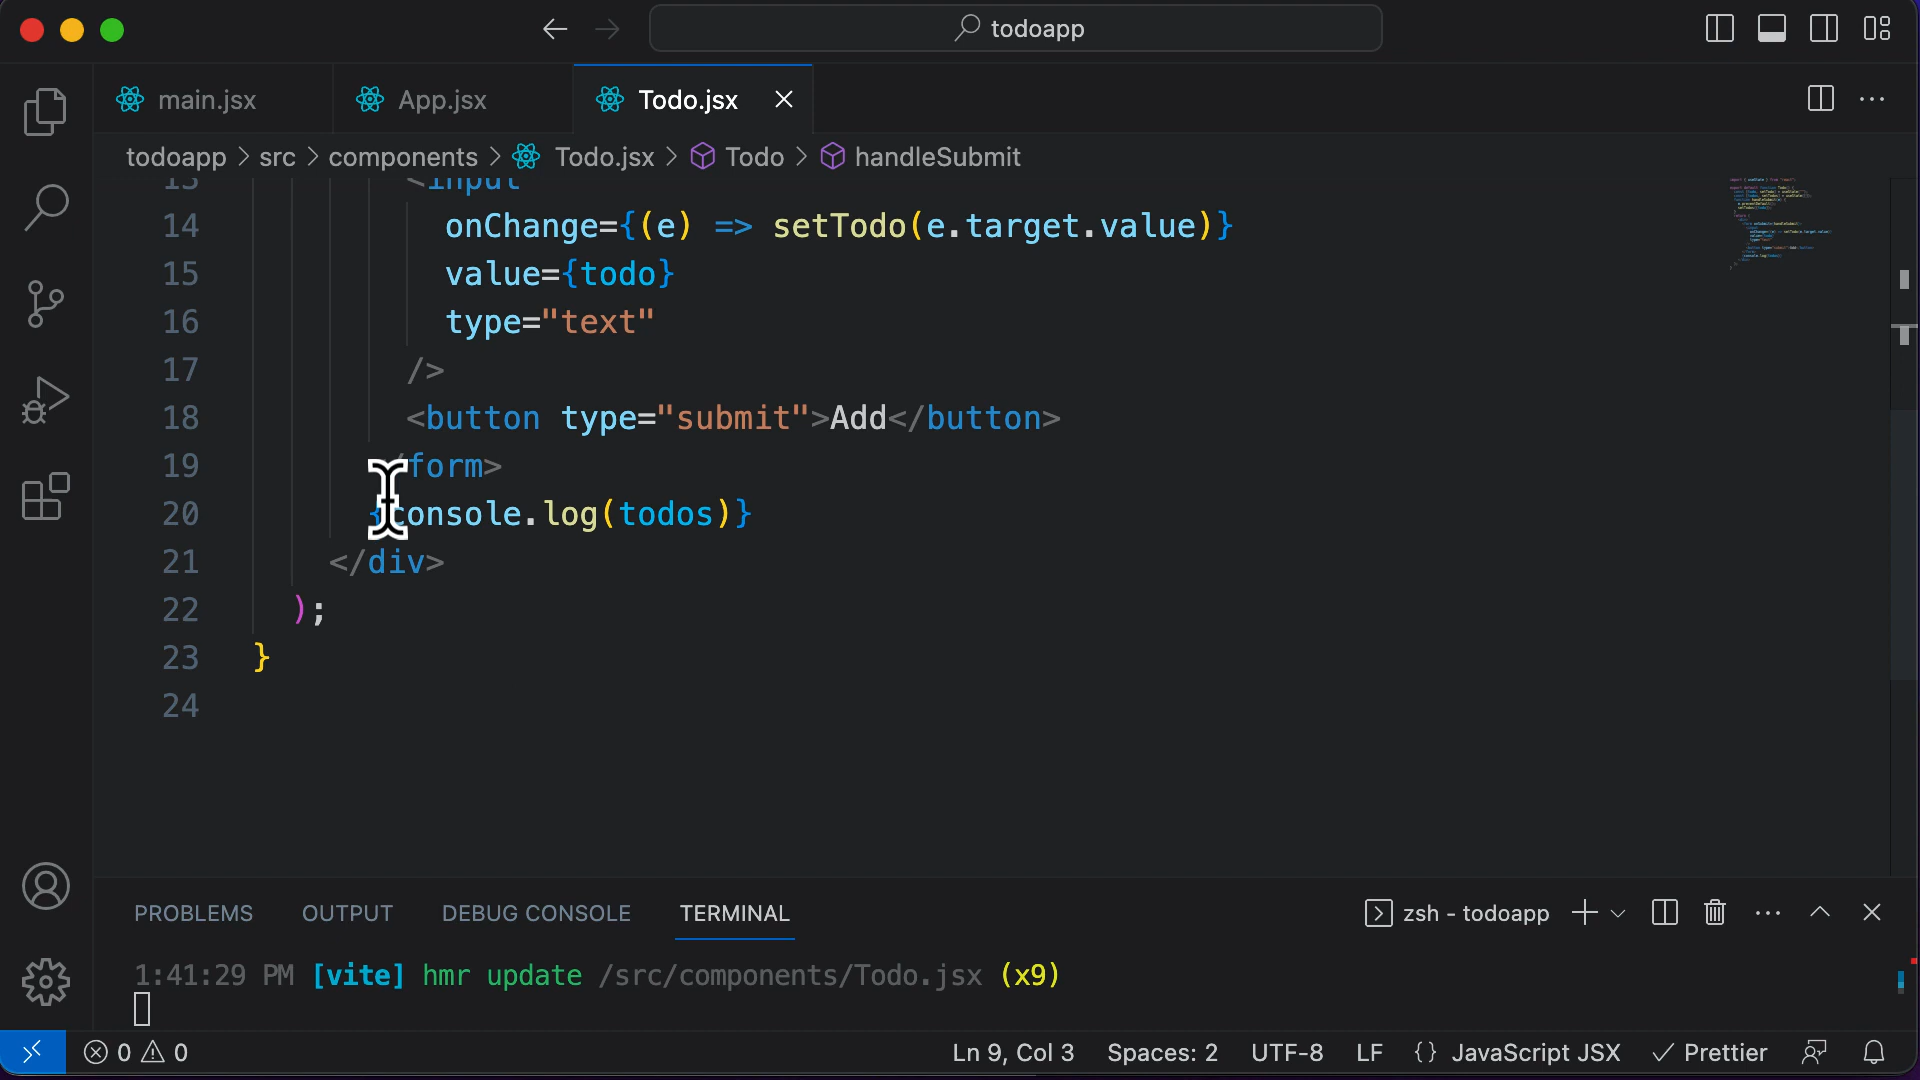 todoapp
main.jsx
App.jsx
Todo.jsx
todoapp > src > components > Todo.jsx > Todo > handleSubmit
13 <input
14 onChange={(e) => setTodo(e.target.value)}
15 value={todo}
16 type="text"
17 />
18 <button type="submit">Add</button>
19 /form>
20 {console.log(todos)}
21 </div>
22 );
23 }
24
PROBLEMS
OUTPUT
DEBUG CONSOLE
TERMINAL
zsh - todoapp
1:41:29 PM [vite] hmr update /src/components/Todo.jsx (x9)
0 0
Ln 9, Col 3
Spaces: 2
UTF-8
LF
{} JavaScript JSX
Prettier